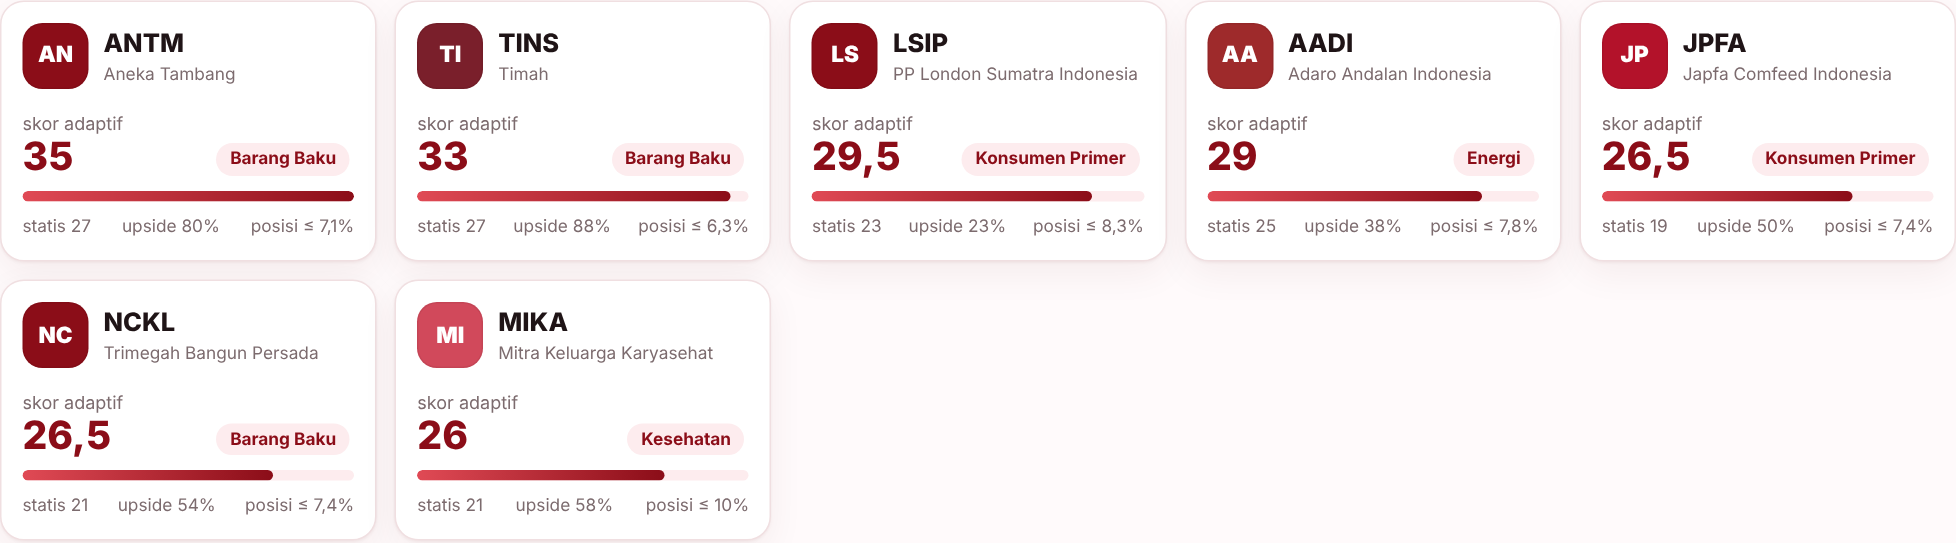 AN
ANTM
Aneka Tambang
skor adaptif
35
Barang Baku
statis 27 upside 80% posisi ≤ 7,1%
TI
TINS
Timah
skor adaptif
33
Barang Baku
statis 27 upside 88% posisi ≤ 6,3%
LS
LSIP
PP London Sumatra Indonesia
skor adaptif
29,5
Konsumen Primer
statis 23 upside 23% posisi ≤ 8,3%
AA
AADI
Adaro Andalan Indonesia
skor adaptif
29
Energi
statis 25 upside 38% posisi ≤ 7,8%
JP
JPFA
Japfa Comfeed Indonesia
skor adaptif
26,5
Konsumen Primer
statis 19 upside 50% posisi ≤ 7,4%
NC
NCKL
Trimegah Bangun Persada
skor adaptif
26,5
Barang Baku
statis 21 upside 54% posisi ≤ 7,4%
MI
MIKA
Mitra Keluarga Karyasehat
skor adaptif
26
Kesehatan
statis 21 upside 58% posisi ≤ 10%